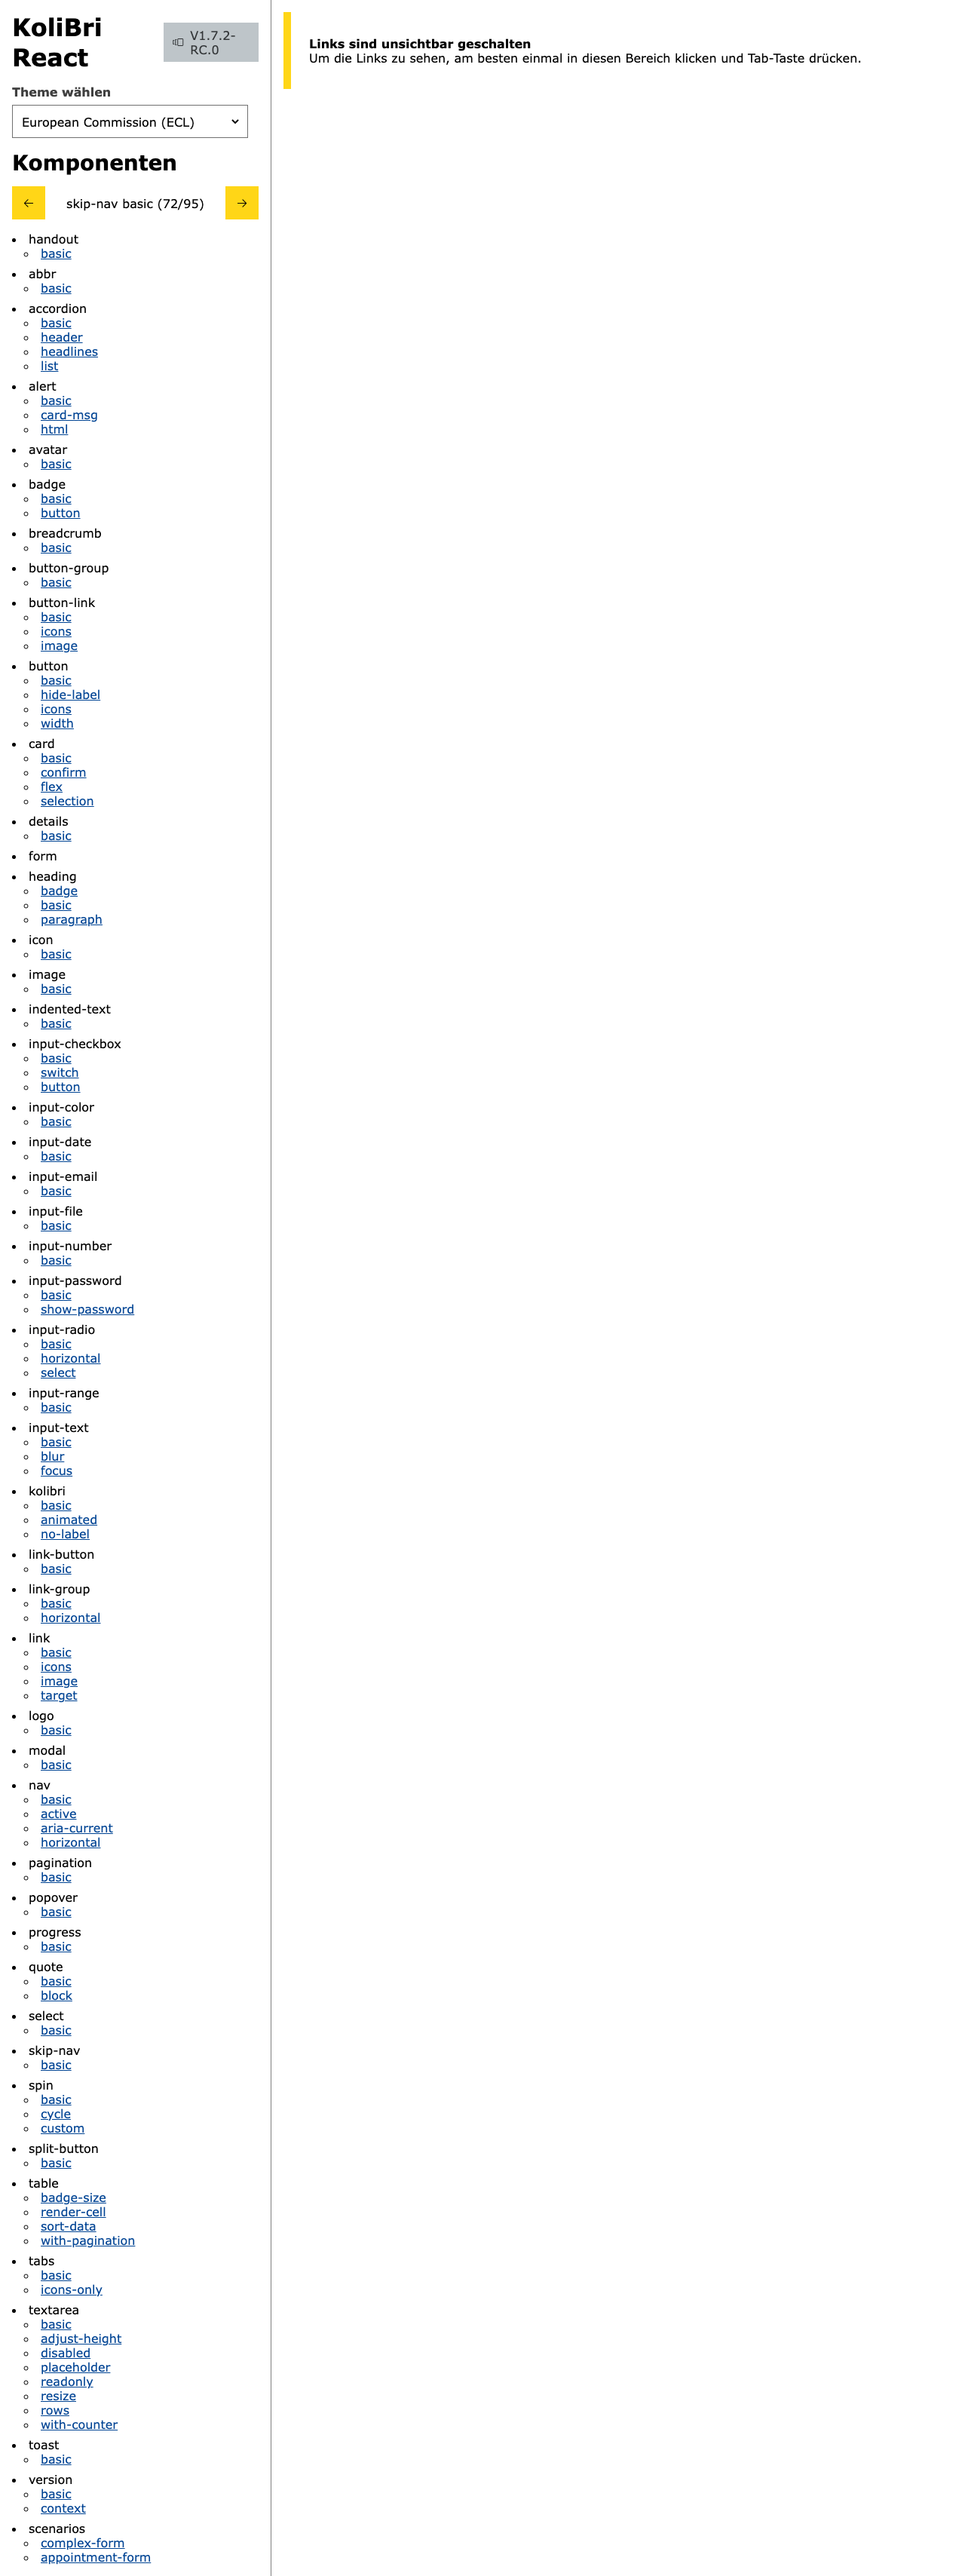 KoliBri
React
V1.7.2-
RC.0
Theme wählen
European Commission (ECL)
Komponenten
skip-nav basic (72/95)
handout
basic
abbr
basic
accordion
basic
header
headlines
list
alert
basic
card-msg
html
avatar
basic
badge
basic
button
breadcrumb
basic
button-group
basic
button-link
basic
icons
image
button
basic
hide-label
icons
width
card
basic
confirm
flex
selection
details
basic
form
heading
badge
basic
paragraph
icon
basic
image
basic
indented-text
basic
input-checkbox
basic
switch
button
input-color
basic
input-date
basic
input-email
basic
input-file
basic
input-number
basic
input-password
basic
show-password
input-radio
basic
horizontal
select
input-range
basic
input-text
basic
blur
focus
kolibri
basic
animated
no-label
link-button
basic
link-group
basic
horizontal
link
basic
icons
image
target
logo
basic
modal
basic
nav
basic
active
aria-current
horizontal
pagination
basic
popover
basic
progress
basic
quote
basic
block
select
basic
skip-nav
basic
spin
basic
cycle
custom
split-button
basic
table
badge-size
render-cell
sort-data
with-pagination
tabs
basic
icons-only
textarea
basic
adjust-height
disabled
placeholder
readonly
resize
rows
with-counter
toast
basic
version
basic
context
scenarios
complex-form
appointment-form
Links sind unsichtbar geschalten
Um die Links zu sehen, am besten einmal in diesen Bereich klicken und Tab-Taste drücken.